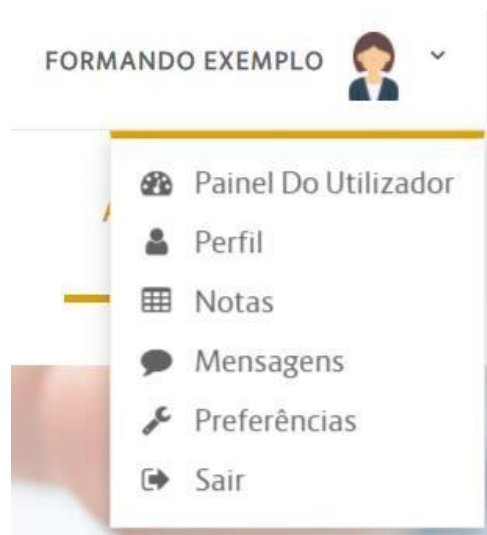 FORMANDO EXEMPLO
Painel Do Utilizador
Perfil
Notas
Mensagens
Preferências
Sair